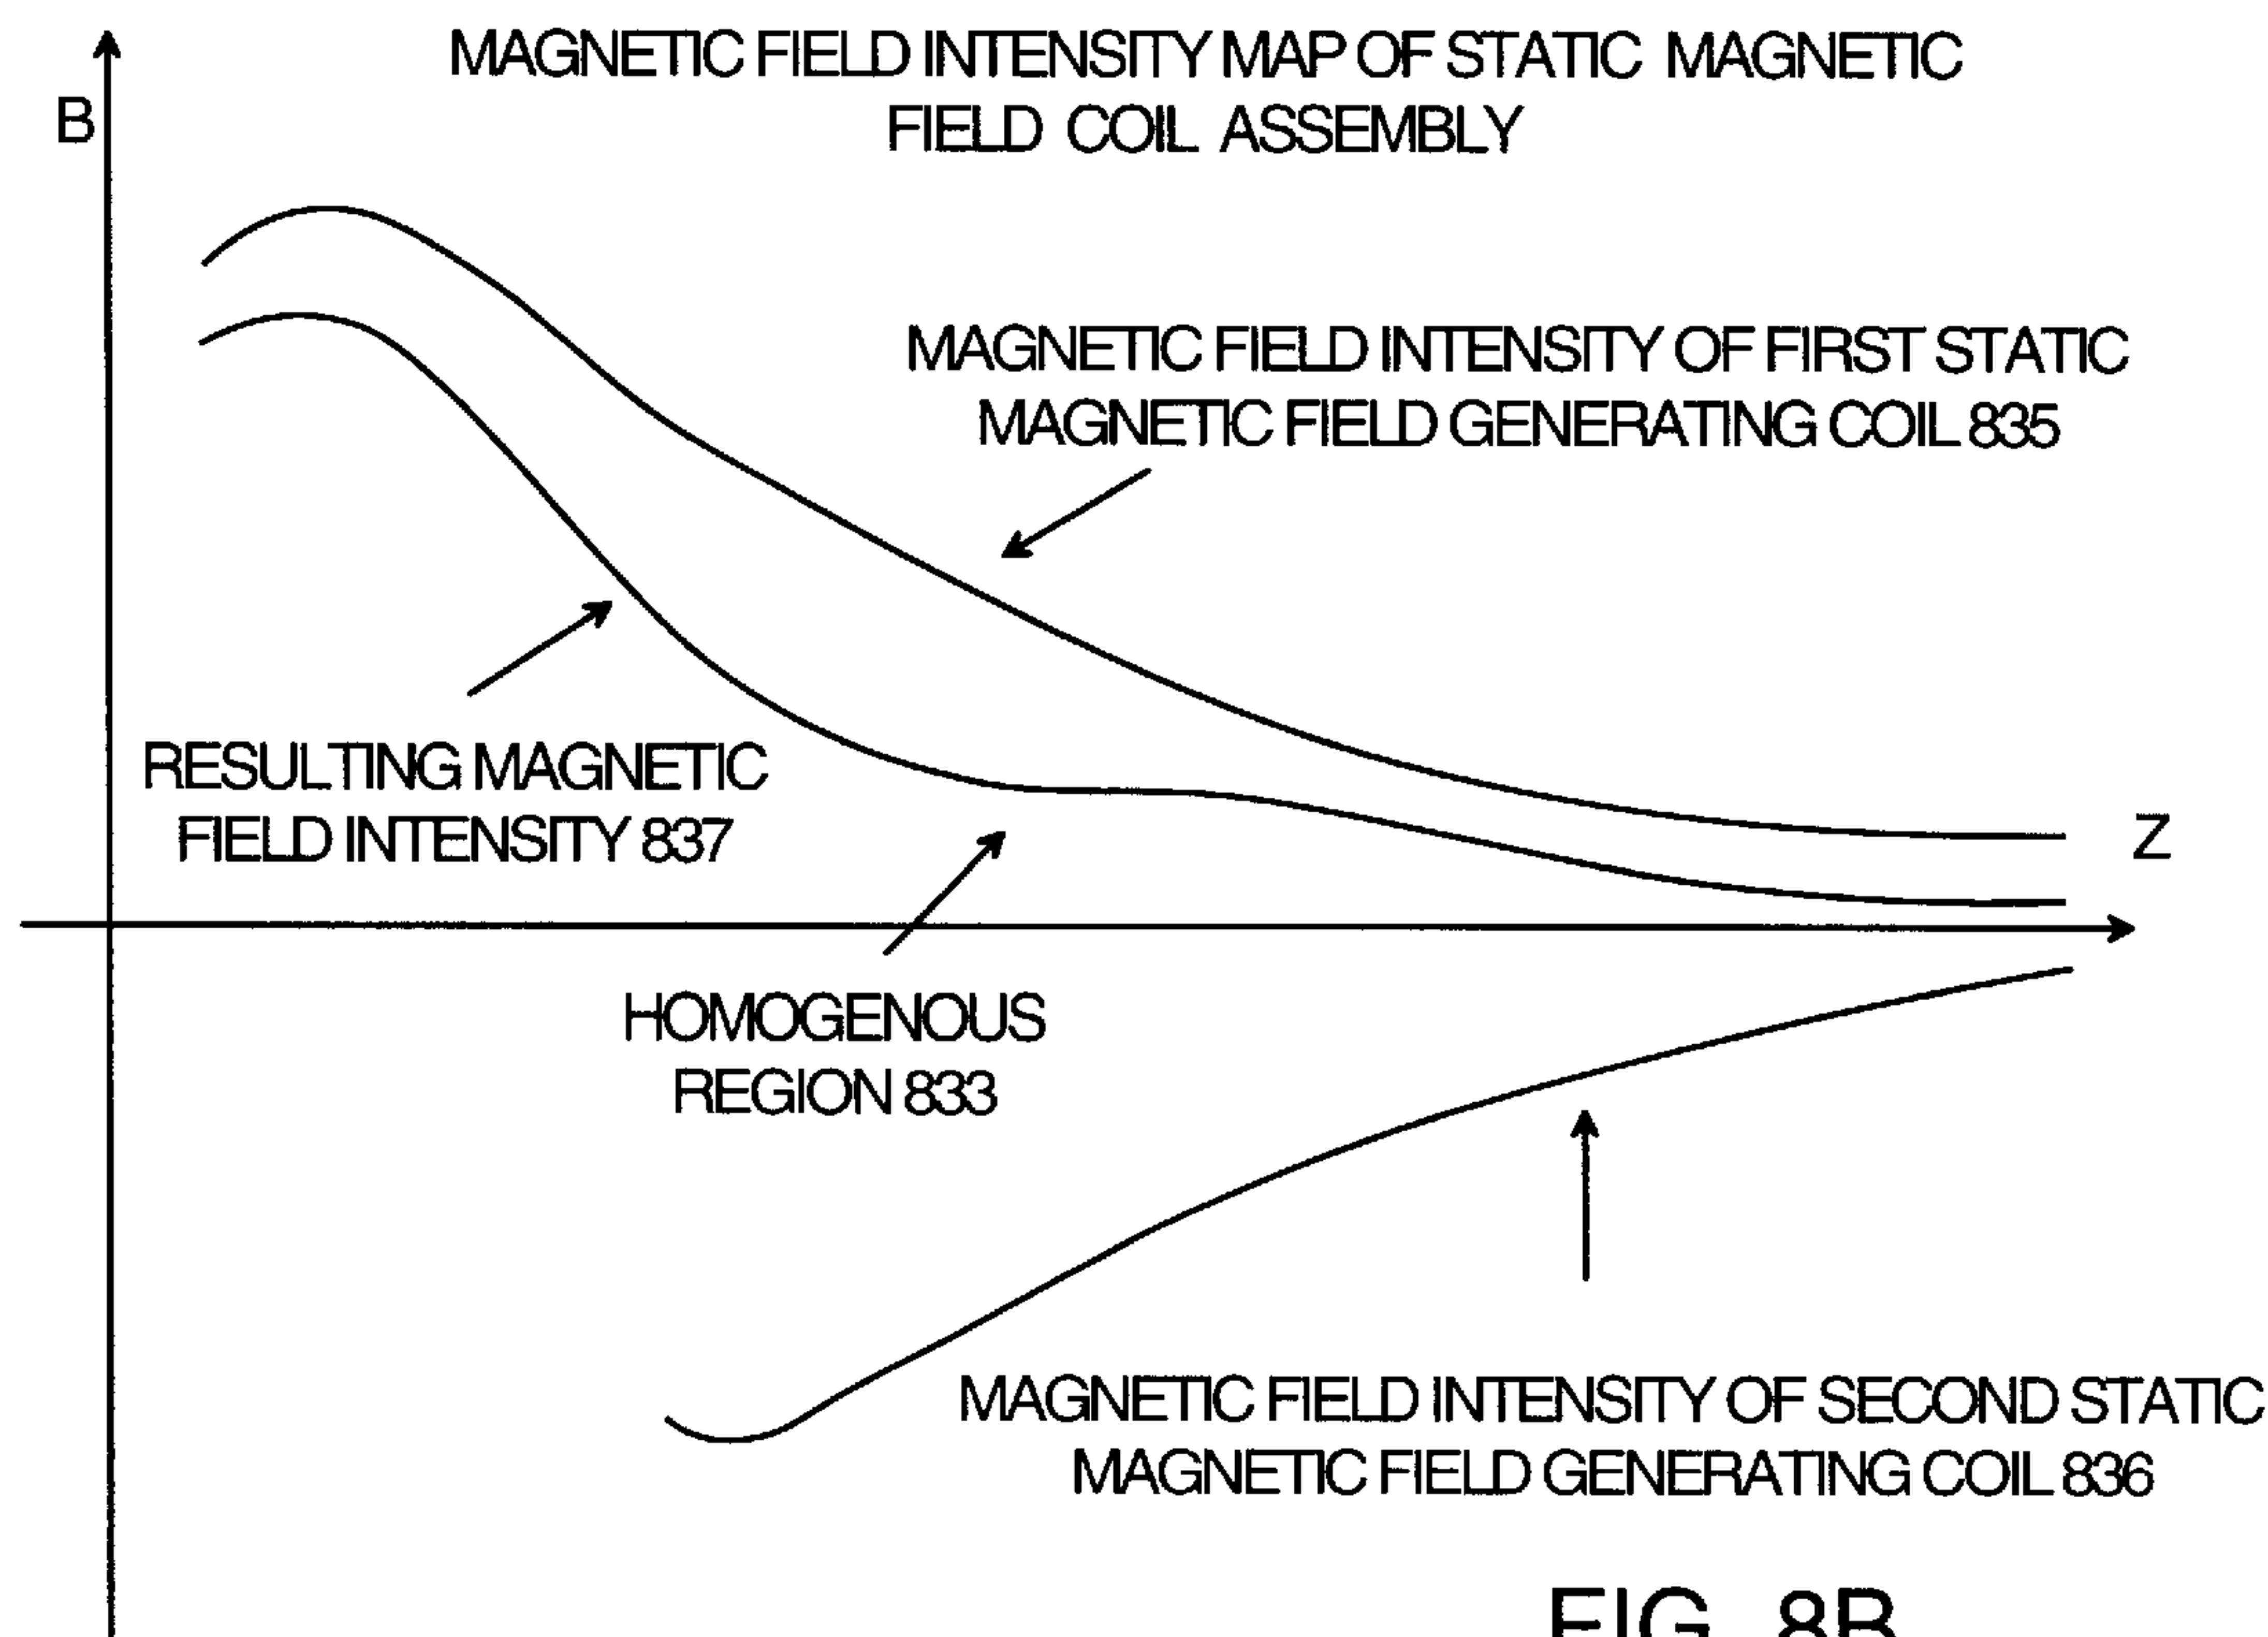 MAGNETIC FIELD INTENSITY MAP OF STATIC MAGNETIC
FIELD COIL ASSEMBLY
B
MAGNETIC FIELD INTENSITY OF FIRST STATIC
MAGNETIC FIELD GENERATING COIL 835
RESULTING MAGNETIC
FIELD INTENSITY 837
Z
HOMOGENOUS
REGION 833
MAGNETIC FIELD INTENSITY OF SECOND STATIC
MAGNETIC FIELD GENERATING COIL 836
FIG. 8B